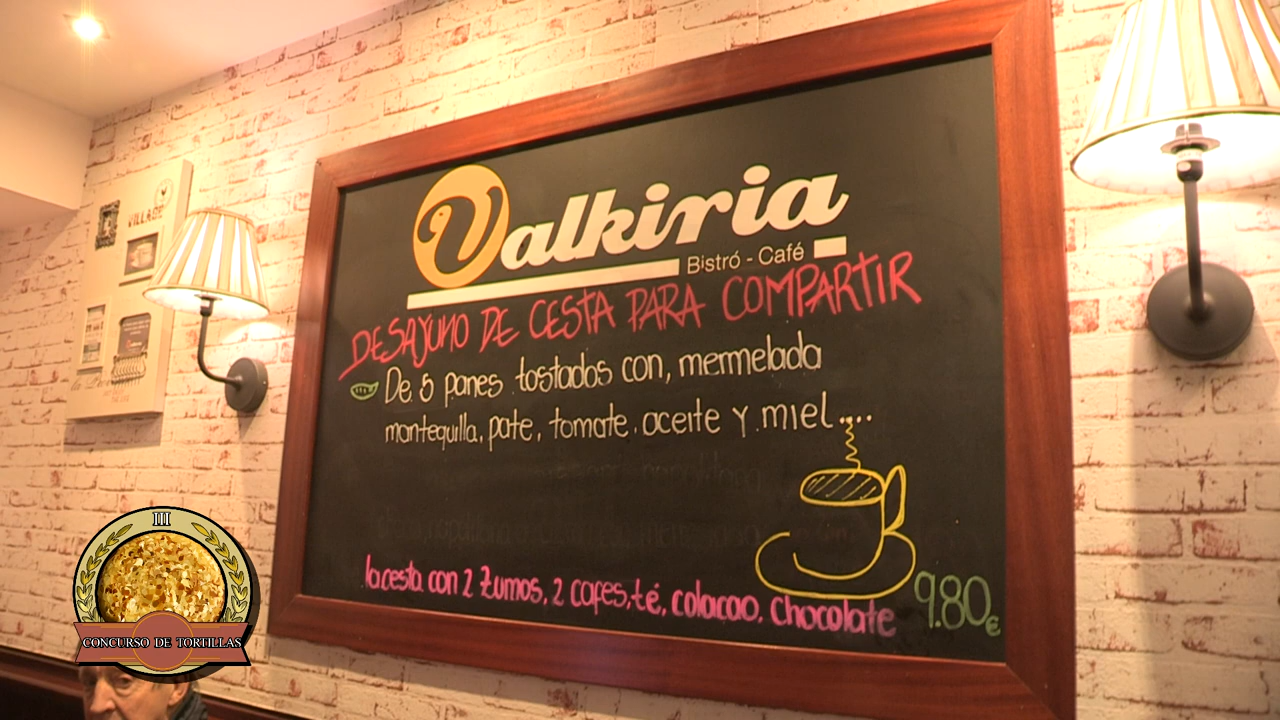 VILLAGE
Valkiria
Bistró - Café
DESAYUNO DE CESTA PARA COMPARTIR
De 5 panes tostados con, mermelada
mantequilla, pate, tomate, aceite y miel....
la cesta con 2 Zumos, 2 cafes, té, colacao, chocolate 9.80€
III
CONCURSO DE TORTILLAS